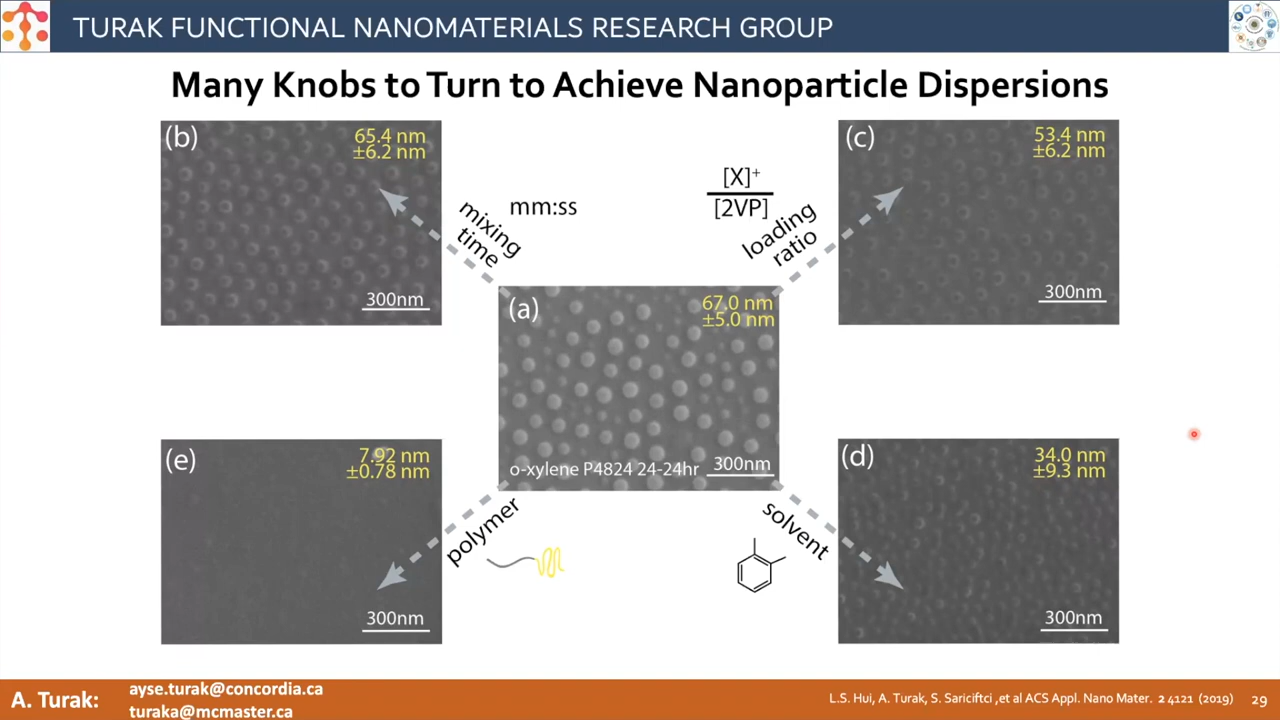 TURAK FUNCTIONAL NANOMATERIALS RESEARCH GROUP
Many Knobs to Turn to Achieve Nanoparticle Dispersions
(b)
65.4 nm
±6.2 nm
300nm
mixing
time
mm:ss
[X]⁺
[2VP]
loading
ratio
(c)
53.4 nm
±6.2 nm
300nm
(a)
67.0 nm
±5.0 nm
o-xylene P4824 24-24hr
300nm
(e)
7.92 nm
±0.78 nm
300nm
polymer
solvent
(d)
34.0 nm
±9.3 nm
300nm
A. Turak:
ayse.turak@concordia.ca
turaka@mcmaster.ca
L.S. Hui, A. Turak, S. Sariciftci ,et al ACS Appl. Nano Mater. 2 4121 (2019)
29